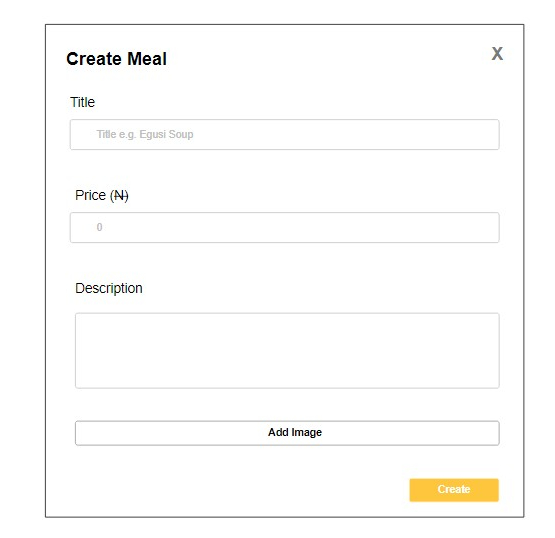 Create Meal
X
Title
Title e.g. Egusi Soup
Price (N)
0
Description
Add Image
Create